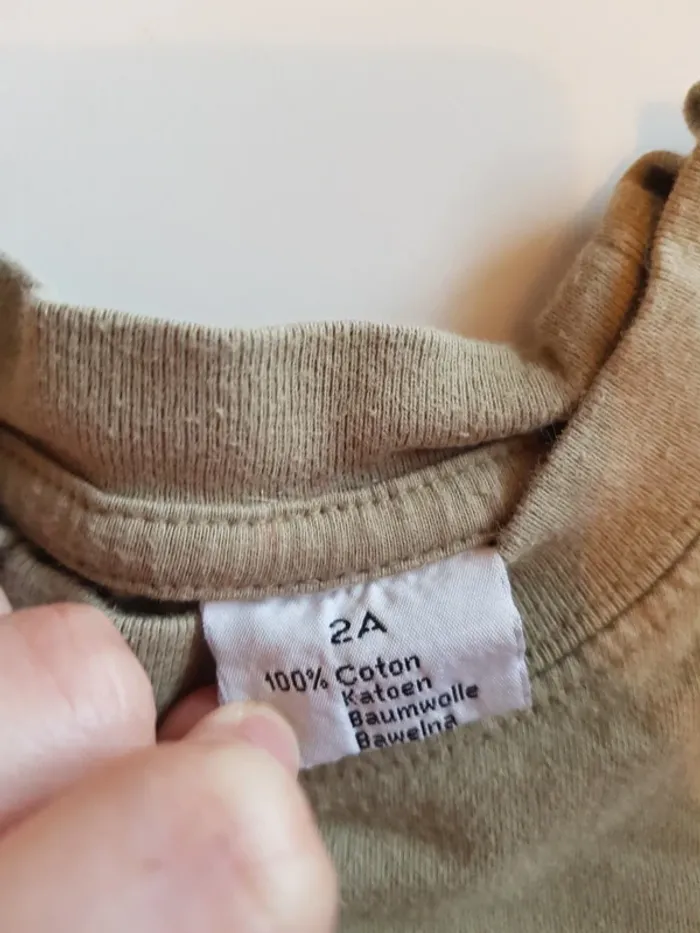 2A
100% Coton
Katoen
Baumwolle
Bawełna